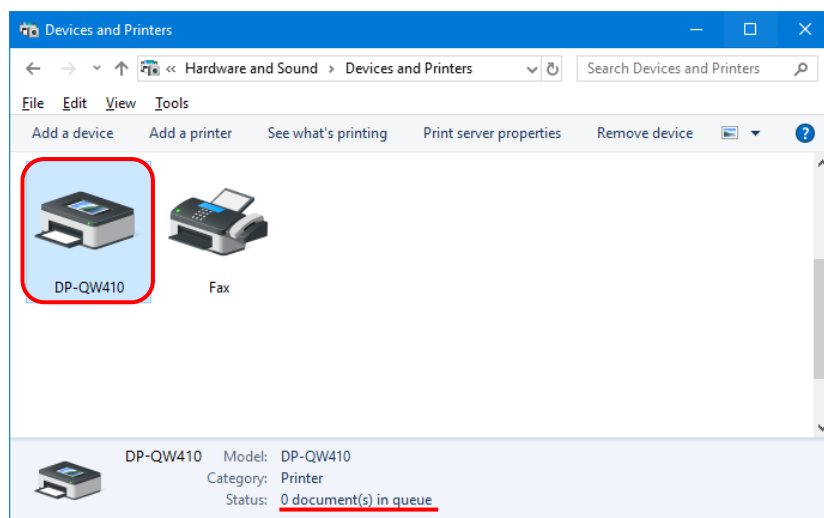 Devices and Printers
« Hardware and Sound › Devices and Printers Search Devices and Printers
File Edit View Tools
Add a device Add a printer See what's printing Print server properties Remove device ?
DP-QW410 Fax
DP-QW410 Model: DP-QW410
Category: Printer
Status: 0 document(s) in queue